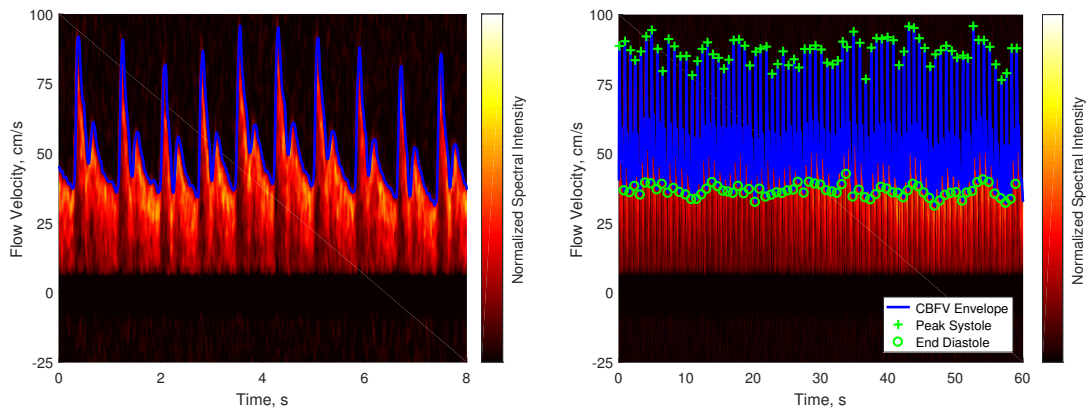 100
75
50
25
0
-25
Flow Velocity, cm/s
0 2 4 6 8
Time, s
Normalized Spectral Intensity
100
75
50
25
0
-25
Flow Velocity, cm/s
CBFV Envelope
Peak Systole
End Diastole
0 10 20 30 40 50 60
Time, s
Normalized Spectral Intensity